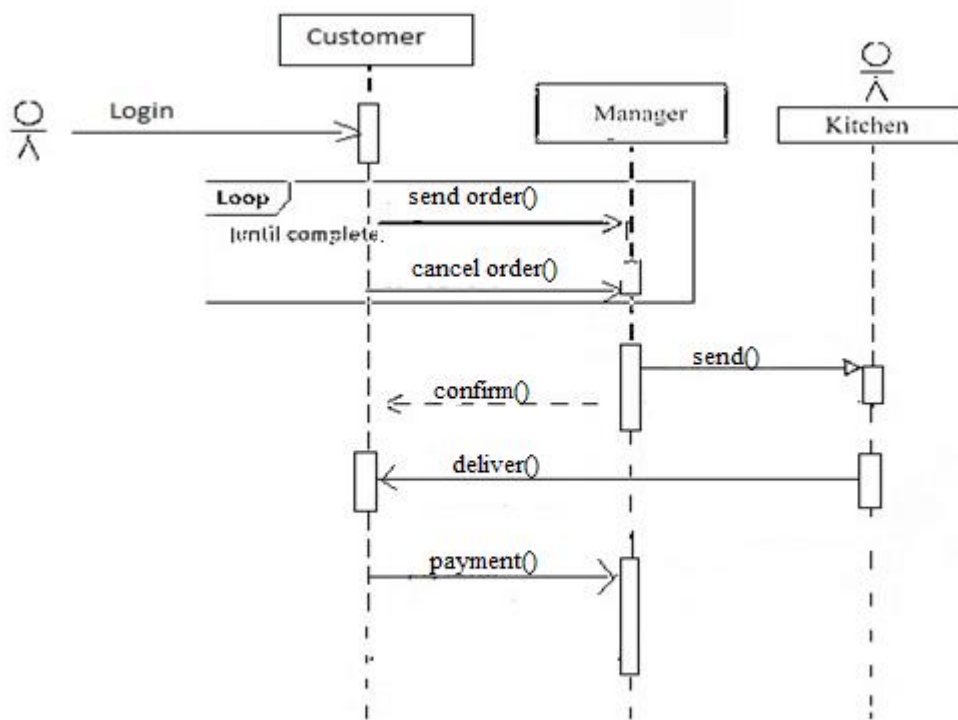 Customer
Login
Manager
Kitchen
Loop
send order()
[until complete
cancel order()
send()
confirm()
deliver()
payment()